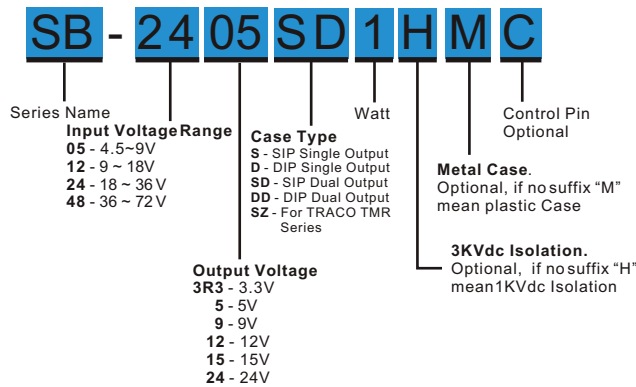 SB - 24 05 SD 1 H M C
Series Name
Input Voltage Range
05 - 4.5~9V
12 - 9 ~ 18V
24 - 18 ~ 36 V
48 - 36 ~ 72 V
Case Type
S - SIP Single Output
D - DIP Single Output
SD - SIP Dual Output
DD - DIP Dual Output
SZ - For TRACO TMR
Series
Watt
Control Pin
Optional
Metal Case.
Optional, if no suffix “M”
mean plastic Case
3KVdc Isolation.
Optional, if no suffix “H”
mean1KVdc Isolation
Output Voltage
3R3 - 3.3V
5 - 5V
9 - 9V
12 - 12V
15 - 15V
24 - 24V